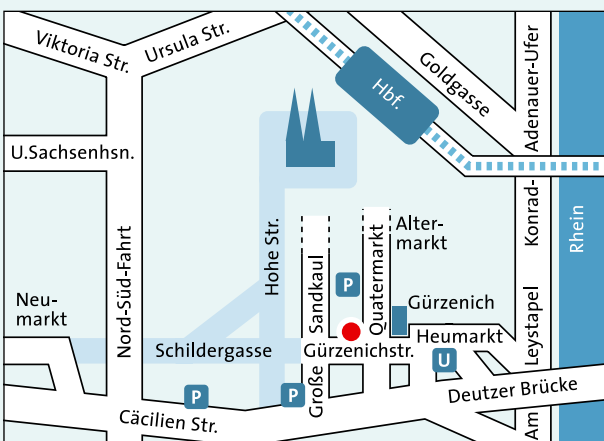 Viktoria Str.
Ursula Str.
Goldgasse
Hbf.
Konrad-Adenauer-Ufer
U.Sachsenhsn.
Nord-Süd-Fahrt
Hohe Str.
Große Sandkaul
P
Quatermarkt
Alter-
markt
Rhein
Neu-
markt
Gürzenich
Schildergasse
Gürzenichstr.
Heumarkt
U
Am Leystapel
Deutzer Brücke
P
P
Cäcilien Str.